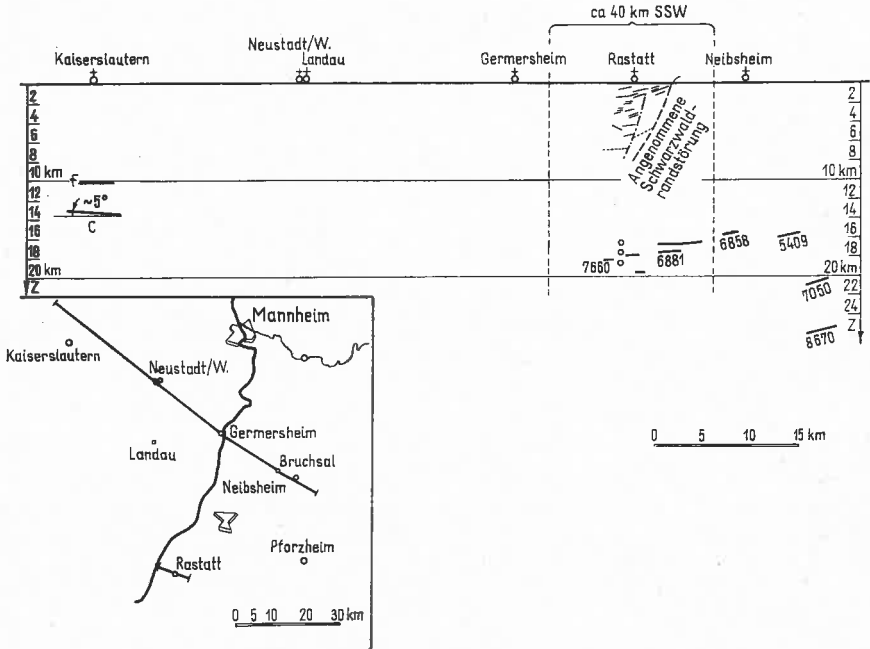 ca 40 km SSW
Kaiserslautern
Neustadt/W.
Landau
Germersheim
Rastatt
Neibsheim
2
4
6
8
10 km
12
14
16
18
20 km
Z
f
~5°
C
Angenommene
Schwarzwald-
randstörung
7660
6881
6858
5409
7050
8670
2
4
6
8
10 km
12
14
16
18
20 km
22
24
Z
0 5 10 15 km
Mannheim
Kaiserslautern
Neustadt/W.
Germersheim
Landau
Bruchsal
Neibsheim
Pforzheim
Rastatt
0 5 10 20 30 km